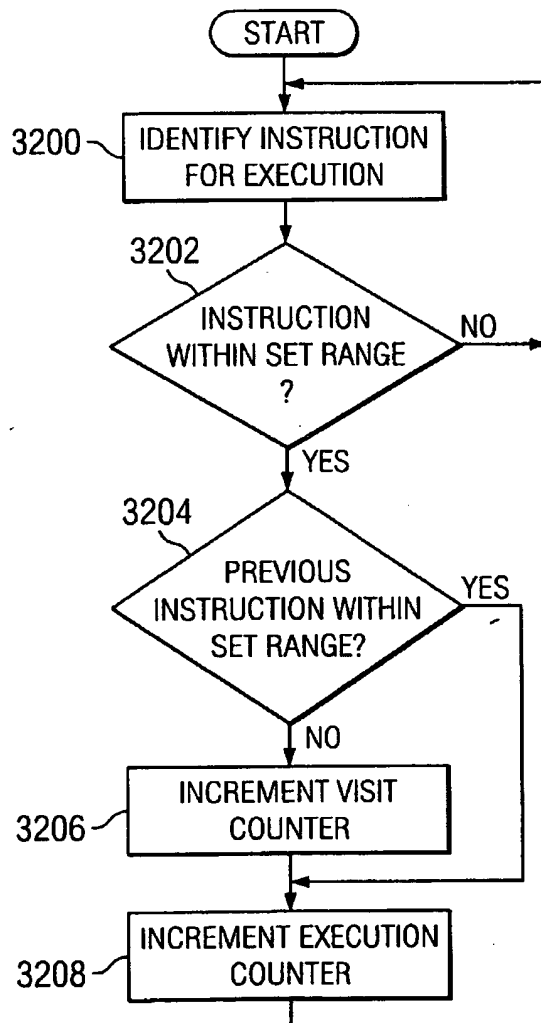 START
3200
IDENTIFY INSTRUCTION
FOR EXECUTION
3202
INSTRUCTION
WITHIN SET RANGE
?
NO
YES
3204
PREVIOUS
INSTRUCTION WITHIN
SET RANGE?
YES
NO
3206
INCREMENT VISIT
COUNTER
3208
INCREMENT EXECUTION
COUNTER